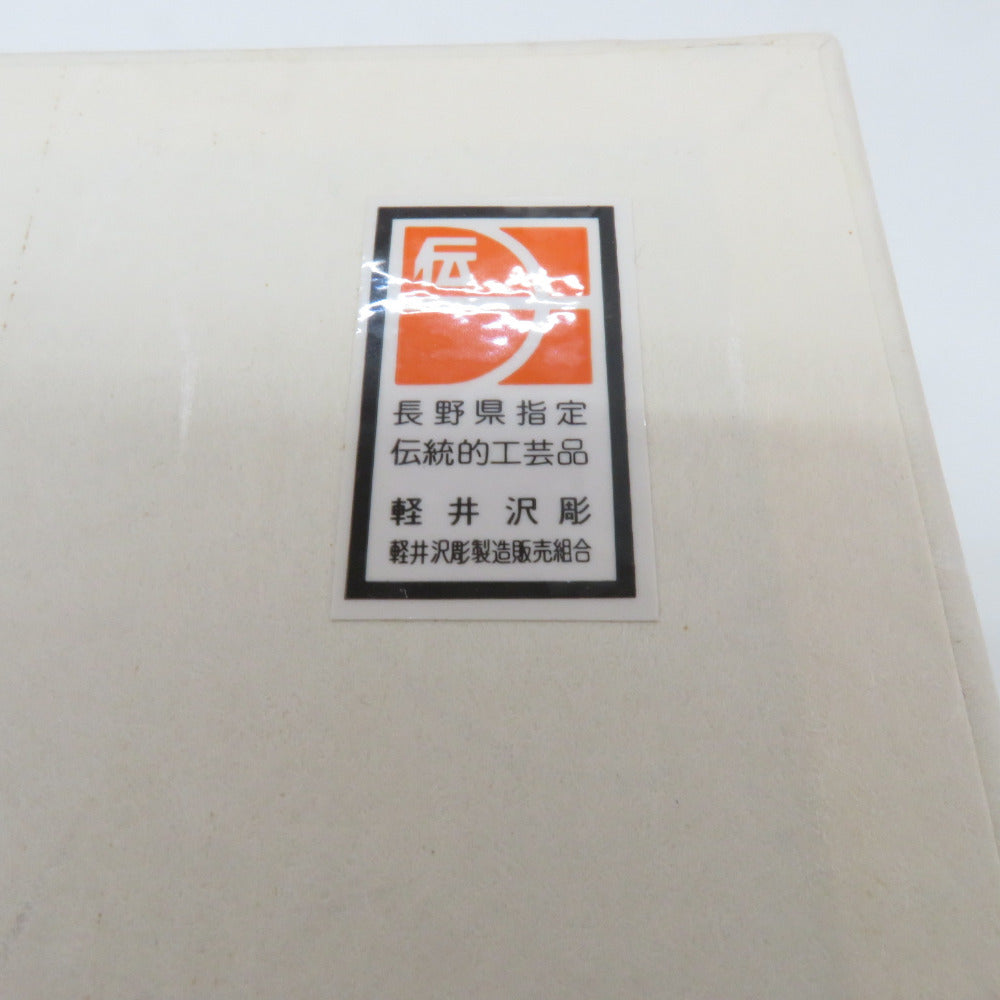 伝
長野県指定
伝統的工芸品
軽井沢彫
軽井沢彫製造販売組合